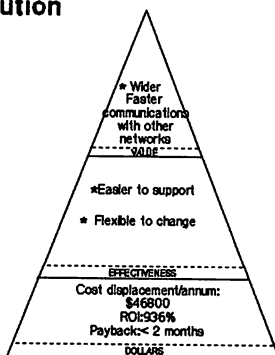 ution
* Wider
Faster
communications
with other
networks
VALUE
*Easier to support
* Flexible to change
EFFECTIVENESS
Cost displacement/annum:
$46800
ROI:936%
Payback:< 2 months
DOLLARS